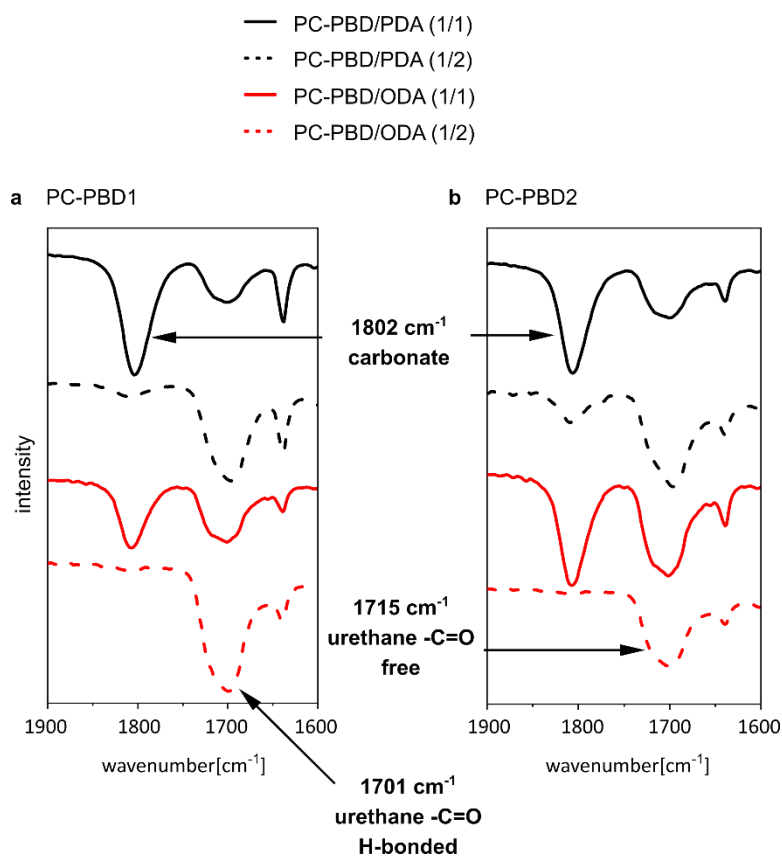 PC-PBD/PDA (1/1)
PC-PBD/PDA (1/2)
PC-PBD/ODA (1/1)
PC-PBD/ODA (1/2)
a PC-PBD1
b PC-PBD2
1802 cm⁻¹
carbonate
intensity
1715 cm⁻¹
urethane -C=O
free
1900 1800 1700 1600
wavenumber[cm⁻¹]
1900 1800 1700 1600
wavenumber[cm⁻¹]
1701 cm⁻¹
urethane -C=O
H-bonded